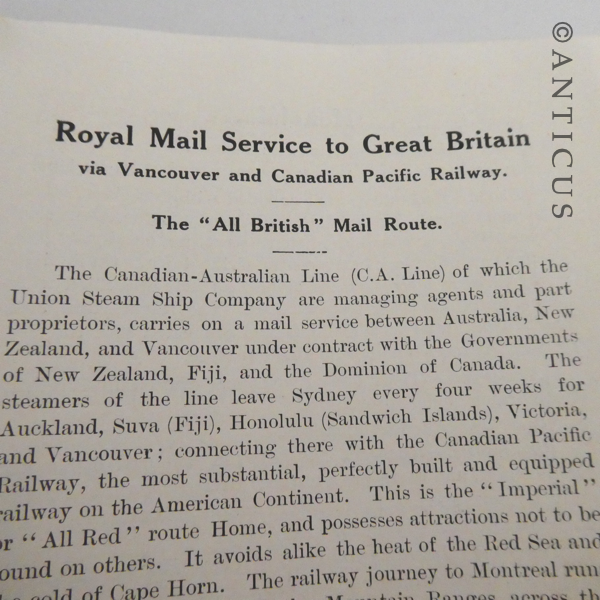 Royal Mail Service to Great Britain
via Vancouver and Canadian Pacific Railway.
The "All British" Mail Route.
The Canadian-Australian Line (C.A. Line) of which the
Union Steam Ship Company are managing agents and part
proprietors, carries on a mail service between Australia, New
Zealand, and Vancouver under contract with the Governments
of New Zealand, Fiji, and the Dominion of Canada. The
steamers of the line leave Sydney every four weeks for
Auckland, Suva (Fiji), Honolulu (Sandwich Islands), Victoria,
and Vancouver; connecting there with the Canadian Pacific
Railway, the most substantial, perfectly built and equipped
railway on the American Continent. This is the "Imperial"
or "All Red" route Home, and possesses attractions not to be
ound on others. It avoids alike the heat of the Red Sea and
he cold of Cape Horn. The railway journey to Montreal run
Mountain Ranges across th
© ANTICUS